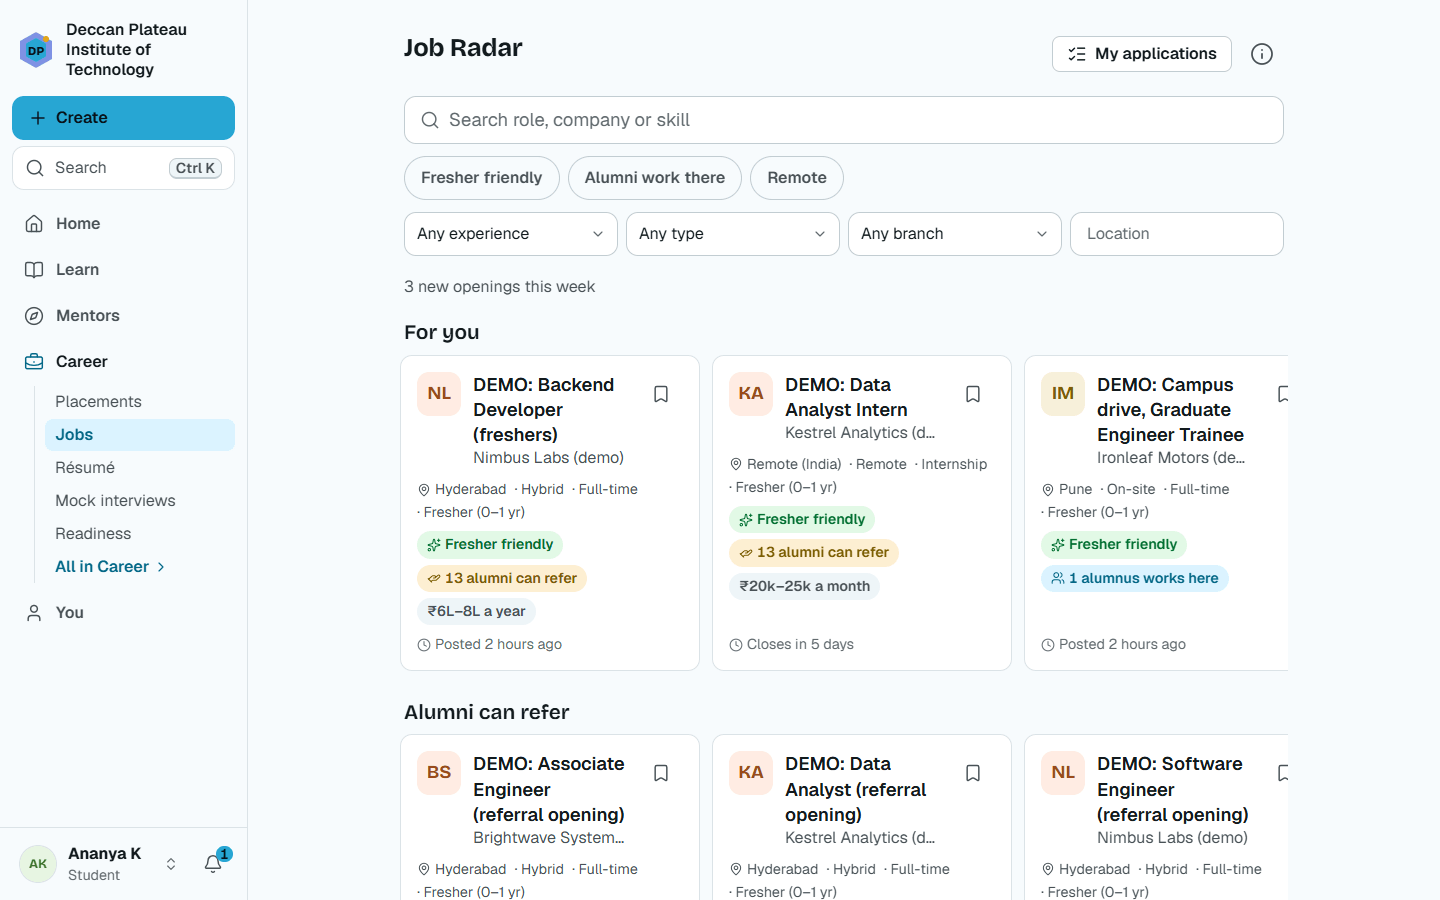 DP
Deccan Plateau
Institute of
Technology
Create
Search
Ctrl K
Home
Learn
Mentors
Career
Placements
Jobs
Résumé
Mock interviews
Readiness
All in Career
You
AK
Ananya K
Student
1
Job Radar
My applications
Search role, company or skill
Fresher friendly
Alumni work there
Remote
Any experience
Any type
Any branch
Location
3 new openings this week
For you
NL
DEMO: Backend
Developer
(freshers)
Nimbus Labs (demo)
Hyderabad · Hybrid · Full-time
· Fresher (0–1 yr)
Fresher friendly
13 alumni can refer
₹6L–8L a year
Posted 2 hours ago
KA
DEMO: Data
Analyst Intern
Kestrel Analytics (d...
Remote (India) · Remote · Internship
· Fresher (0–1 yr)
Fresher friendly
13 alumni can refer
₹20k–25k a month
Closes in 5 days
IM
DEMO: Campus
drive, Graduate
Engineer Trainee
Ironleaf Motors (de...
Pune · On-site · Full-time
· Fresher (0–1 yr)
Fresher friendly
1 alumnus works here
Posted 2 hours ago
Alumni can refer
BS
DEMO: Associate
Engineer
(referral opening)
Brightwave System...
Hyderabad · Hybrid · Full-time
· Fresher (0–1 yr)
KA
DEMO: Data
Analyst (referral
opening)
Kestrel Analytics (d...
Hyderabad · Hybrid · Full-time
· Fresher (0–1 yr)
NL
DEMO: Software
Engineer
(referral opening)
Nimbus Labs (demo)
Hyderabad · Hybrid · Full-time
· Fresher (0–1 yr)